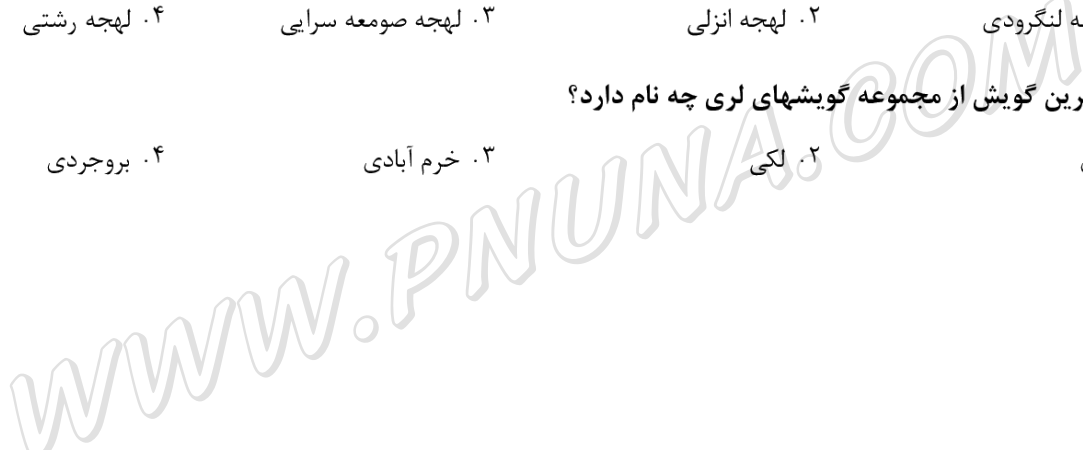 لنگرودی ۲. لهجه انزلی ۳. لهجه صومعه سرایی ۴. لهجه رشتی
گویش از مجموعه گویشهای لری چه نام دارد؟
۲. لکی ۳. خرم آبادی ۴. بروجردی
WWW.PNUNA.COM